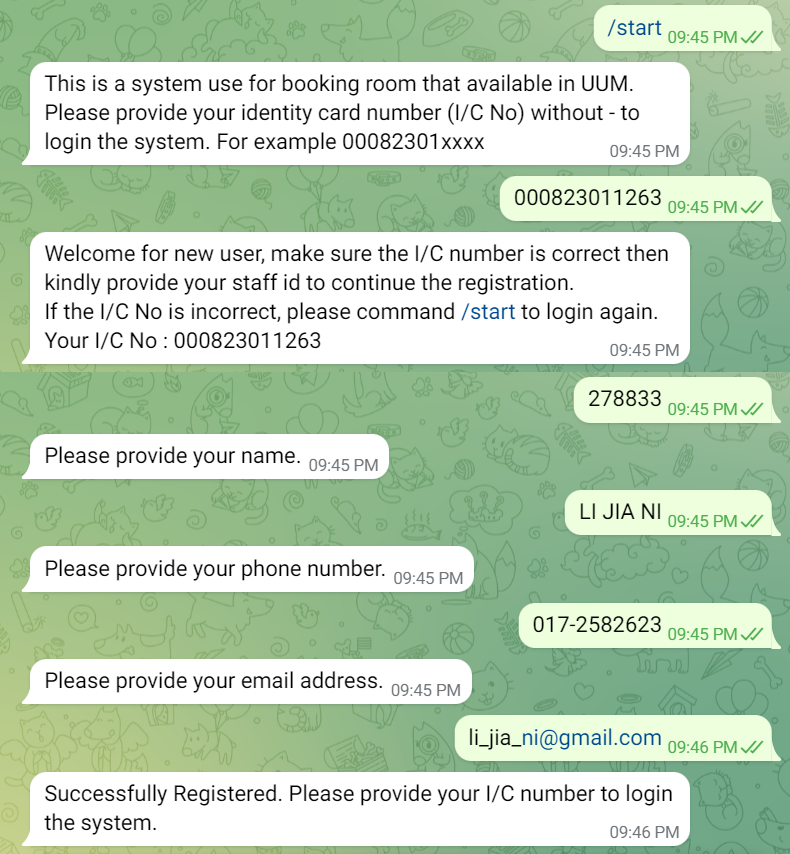 /start 09:45 PM
This is a system use for booking room that available in UUM.
Please provide your identity card number (I/C No) without - to
login the system. For example 00082301xxxx
09:45 PM
000823011263 09:45 PM
Welcome for new user, make sure the I/C number is correct then
kindly provide your staff id to continue the registration.
If the I/C No is incorrect, please command /start to login again.
Your I/C No : 000823011263
09:45 PM
278833 09:45 PM
Please provide your name. 09:45 PM
LI JIA NI 09:45 PM
Please provide your phone number. 09:45 PM
017-2582623 09:45 PM
Please provide your email address. 09:45 PM
li_jia_ni@gmail.com 09:46 PM
Successfully Registered. Please provide your I/C number to login
the system.
09:46 PM